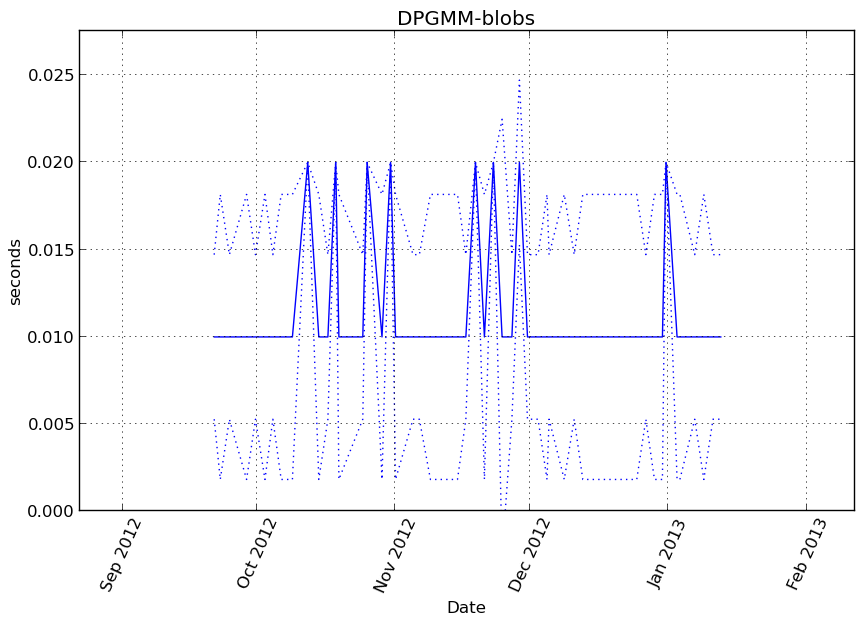 DPGMM-blobs
seconds
0.025
0.020
0.015
0.010
0.005
0.000
Sep 2012
Oct 2012
Nov 2012
Dec 2012
Jan 2013
Feb 2013
Date